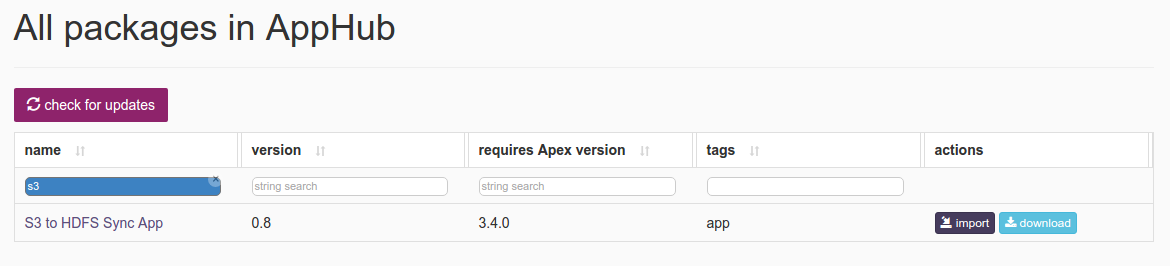 All packages in AppHub
check for updates
name version requires Apex version tags actions
s3 string search string search
S3 to HDFS Sync App 0.8 3.4.0 app import download